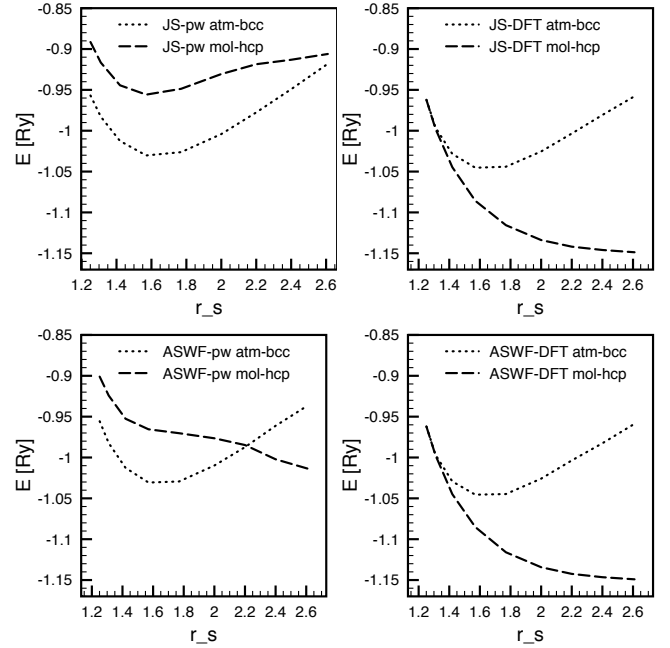 -0.85
JS-pw atm-bcc
JS-pw mol-hcp
-0.9
-0.95
-1
-1.05
-1.1
-1.15
E [Ry]
1.2 1.4 1.6 1.8 2 2.2 2.4 2.6
r_s
-0.85
JS-DFT atm-bcc
JS-DFT mol-hcp
-0.9
-0.95
-1
-1.05
-1.1
-1.15
E [Ry]
1.2 1.4 1.6 1.8 2 2.2 2.4 2.6
r_s
-0.85
ASWF-pw atm-bcc
ASWF-pw mol-hcp
-0.9
-0.95
-1
-1.05
-1.1
-1.15
E [Ry]
1.2 1.4 1.6 1.8 2 2.2 2.4 2.6
r_s
-0.85
ASWF-DFT atm-bcc
ASWF-DFT mol-hcp
-0.9
-0.95
-1
-1.05
-1.1
-1.15
E [Ry]
1.2 1.4 1.6 1.8 2 2.2 2.4 2.6
r_s